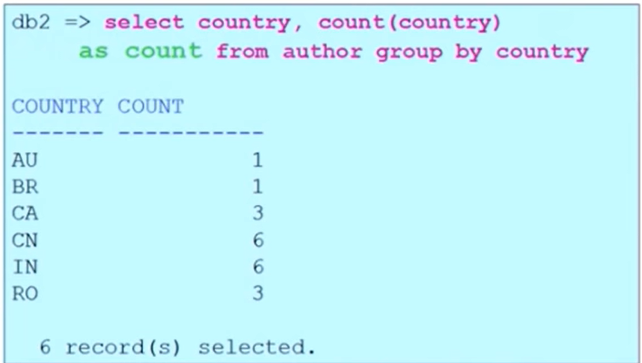 db2 => select country, count(country)
as count from author group by country
COUNTRY COUNT
------- -----------
AU 1
BR 1
CA 3
CN 6
IN 6
RO 3
6 record(s) selected.